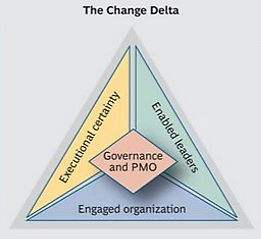 The Change Delta
Executional certainty
Enabled leaders
Governance
and PMO
Engaged organization